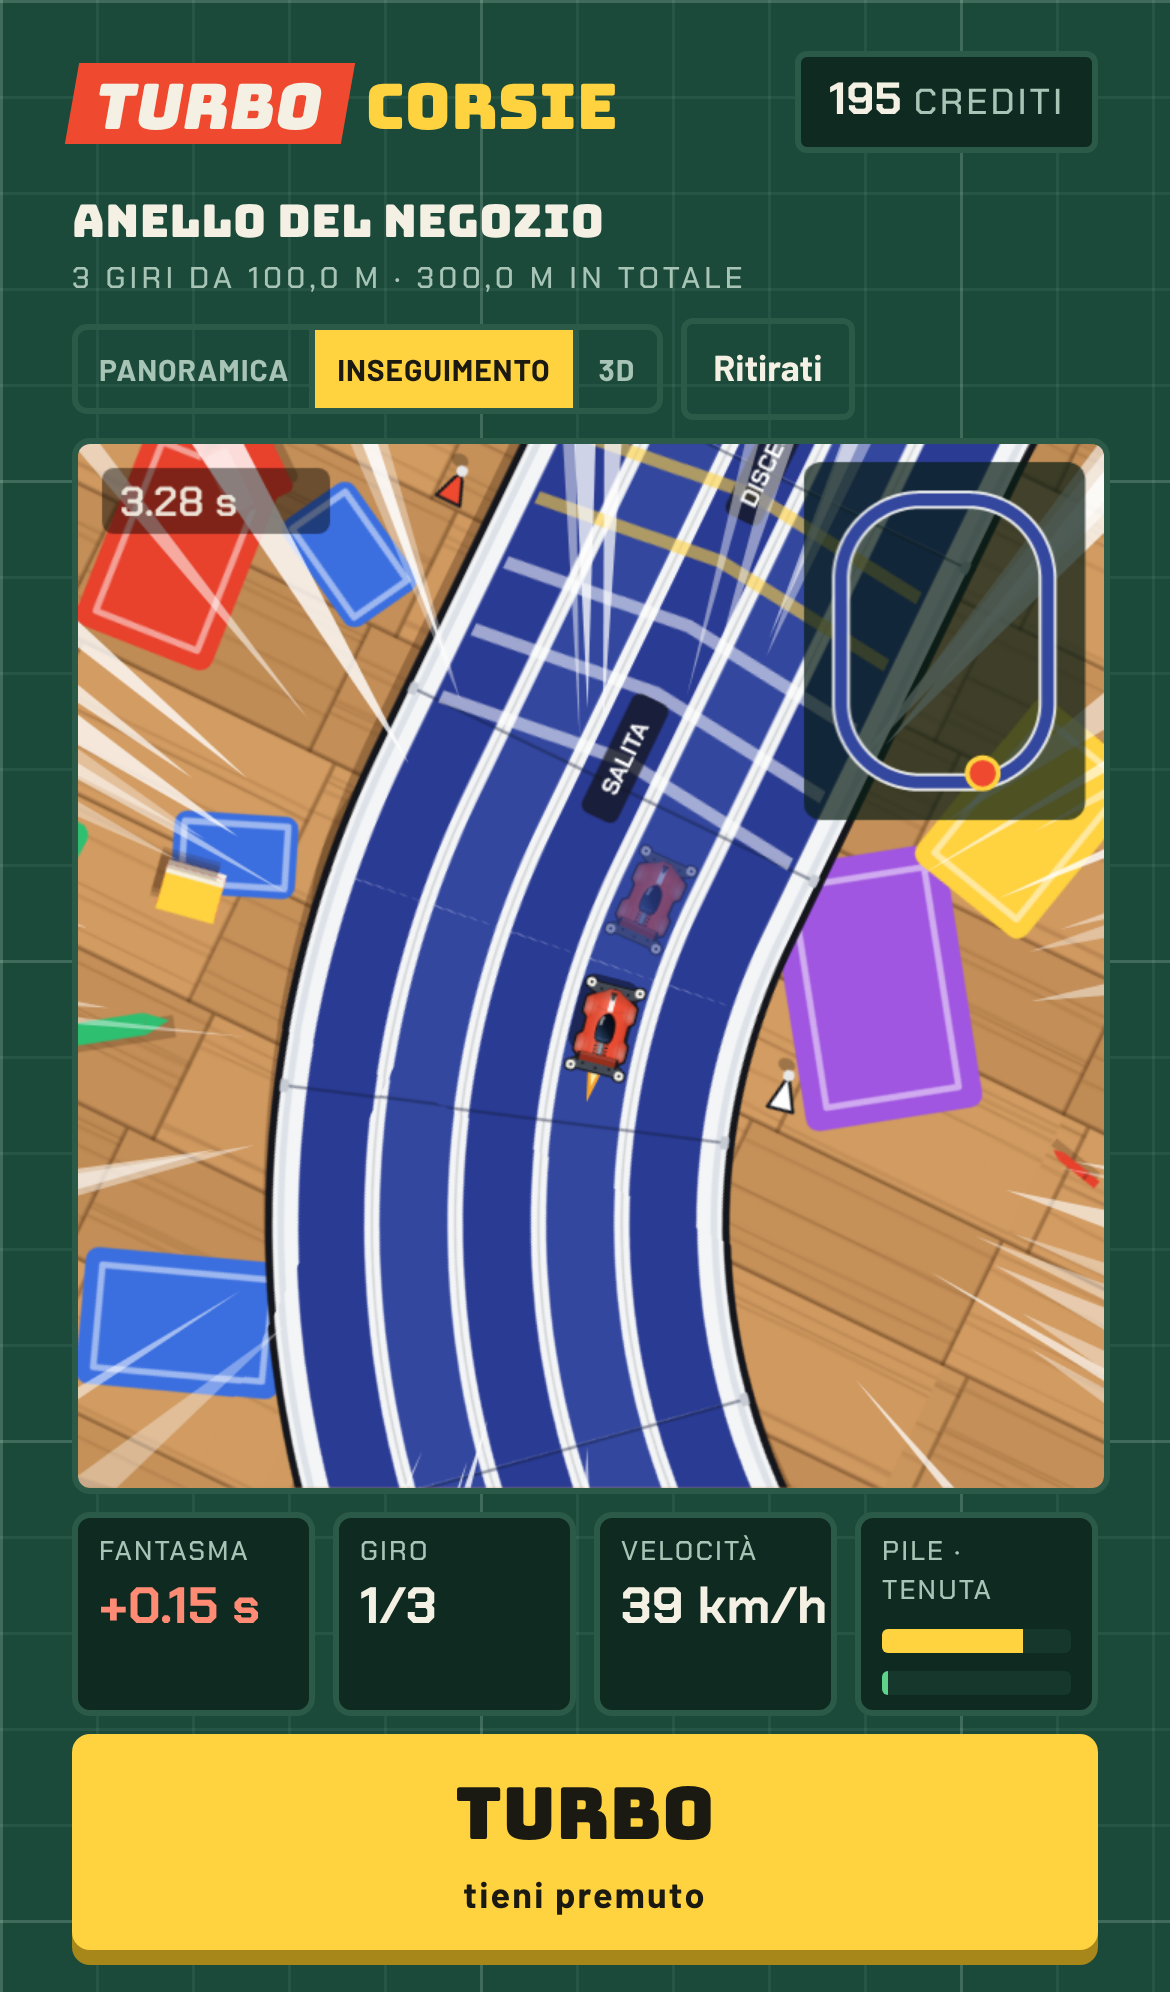 TURBO CORSIE
195 CREDITI
ANELLO DEL NEGOZIO
3 GIRI DA 100,0 M · 300,0 M IN TOTALE
PANORAMICA
INSEGUIMENTO
3D
Ritirati
3.28 s
SALITA
FANTASMA
+0.15 s
GIRO
1/3
VELOCITÀ
39 km/h
PILE ·
TENUTA
TURBO
tieni premuto